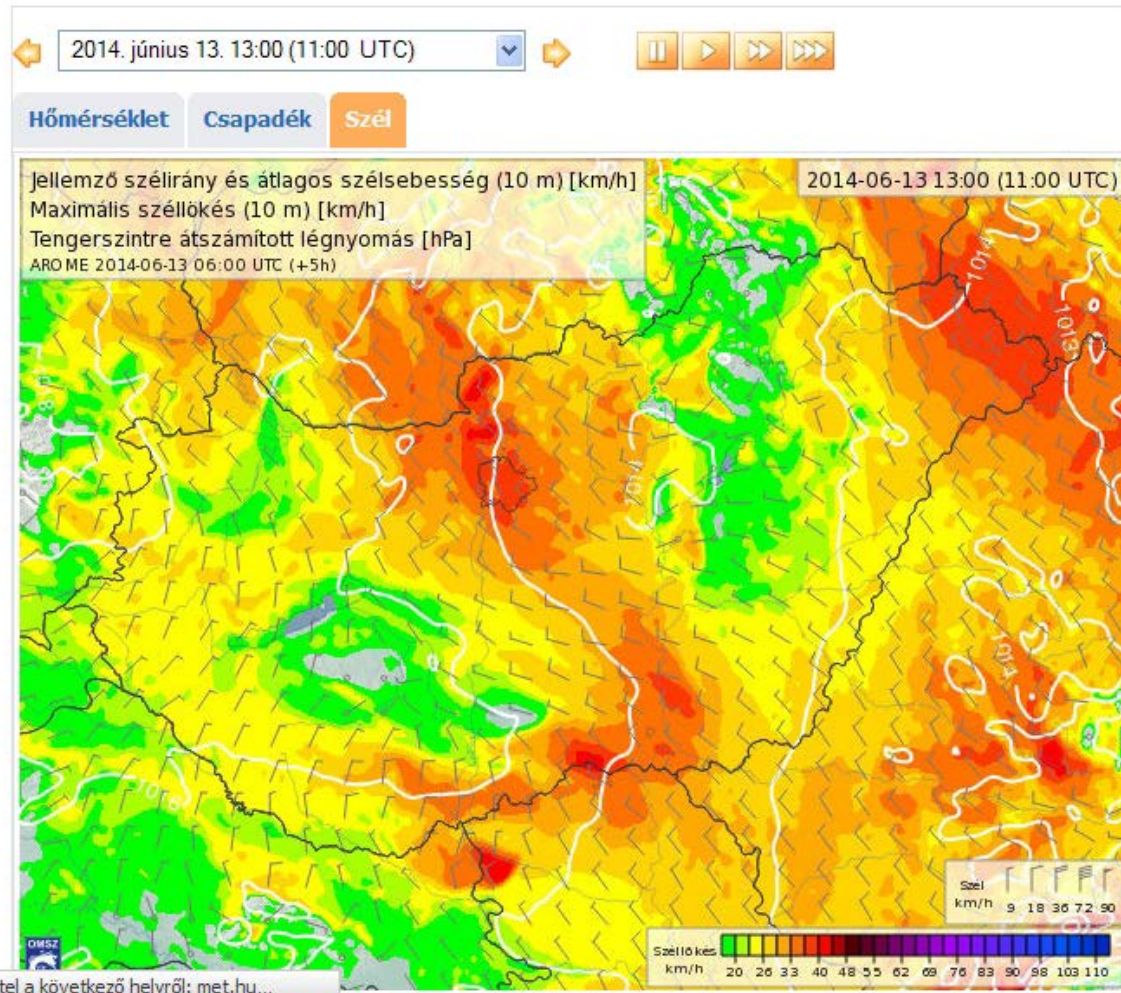 2014. június 13. 13:00 (11:00 UTC)
Hőmérséklet Csapadék Szél
Jellemző szélirány és átlagos szélsebesség (10 m) [km/h]
Maximális széllökés (10 m) [km/h]
Tengerszintre átszámított légnyomás [hPa]
AROME 2014-06-13 06:00 UTC (+5h)
2014-06-13 13:00 (11:00 UTC)
1014
1013
1014
1014
1016
Szél
km/h 9 18 36 72 90
Széllökés
km/h 20 26 33 40 48 55 62 69 76 83 90 98 103 110
OMSZ
tel a következő helyről: met.hu...